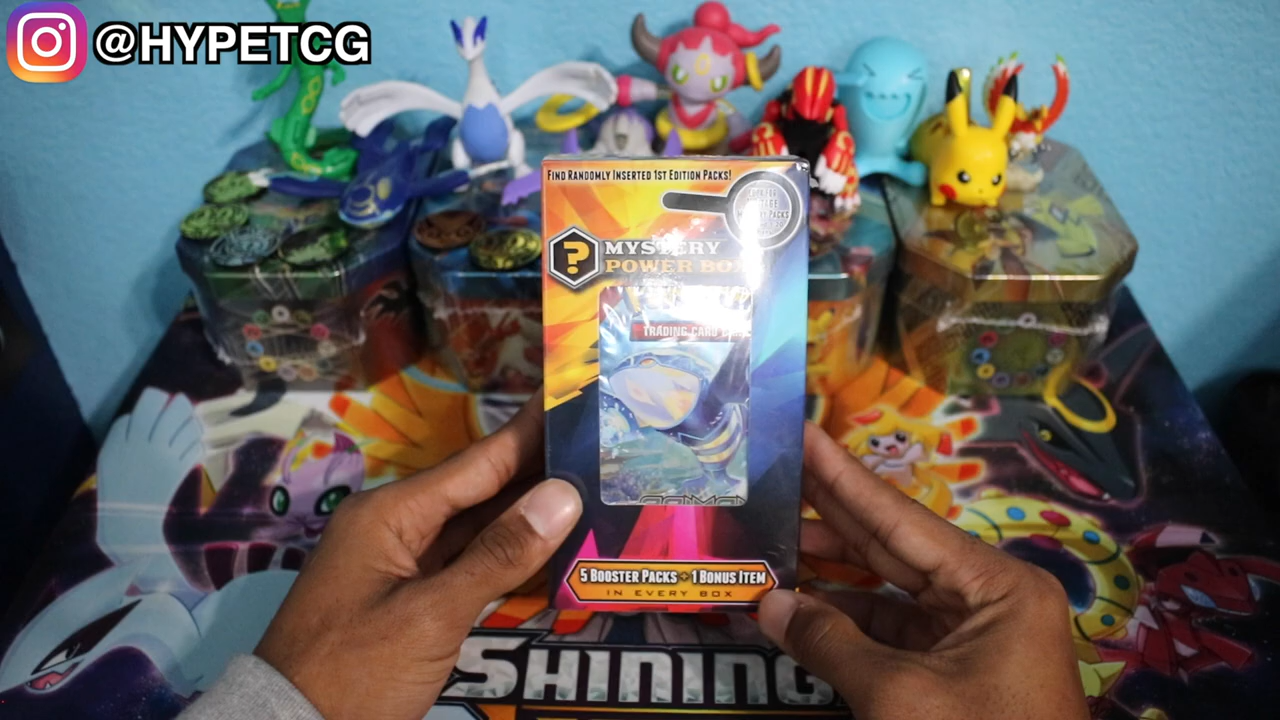 @HYPETCG
FIND RANDOMLY INSERTED 1ST EDITION PACKS!
MYSTERY
POWER BOX
TRADING CARD
5 BOOSTER PACKS + 1 BONUS ITEM
IN EVERY BOX
SHINING